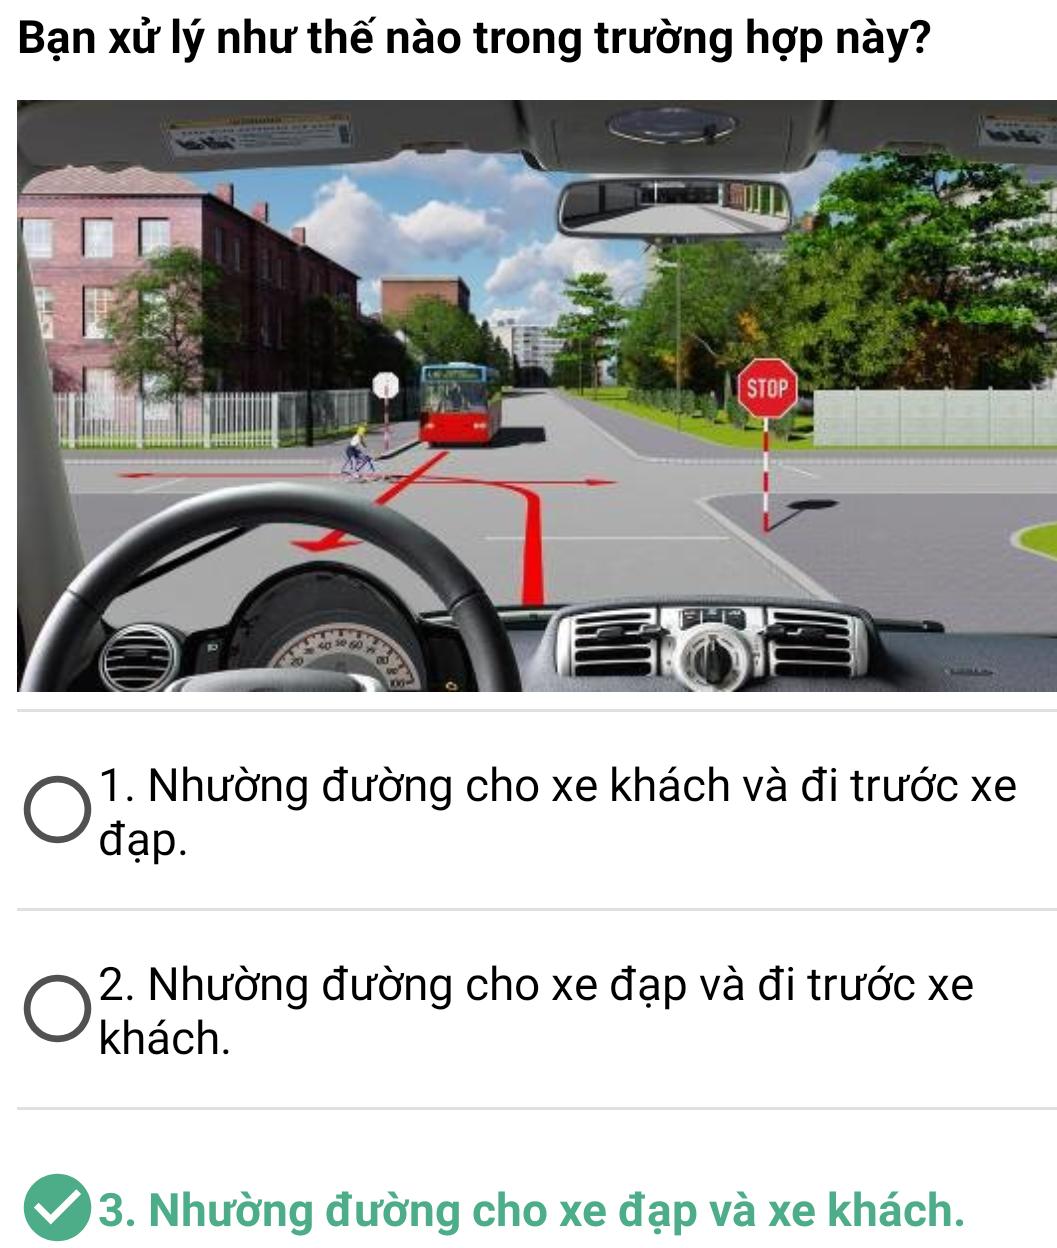 Bạn xử lý như thế nào trong trường hợp này?
STOP
1. Nhường đường cho xe khách và đi trước xe
đạp.
2. Nhường đường cho xe đạp và đi trước xe
khách.
3. Nhường đường cho xe đạp và xe khách.